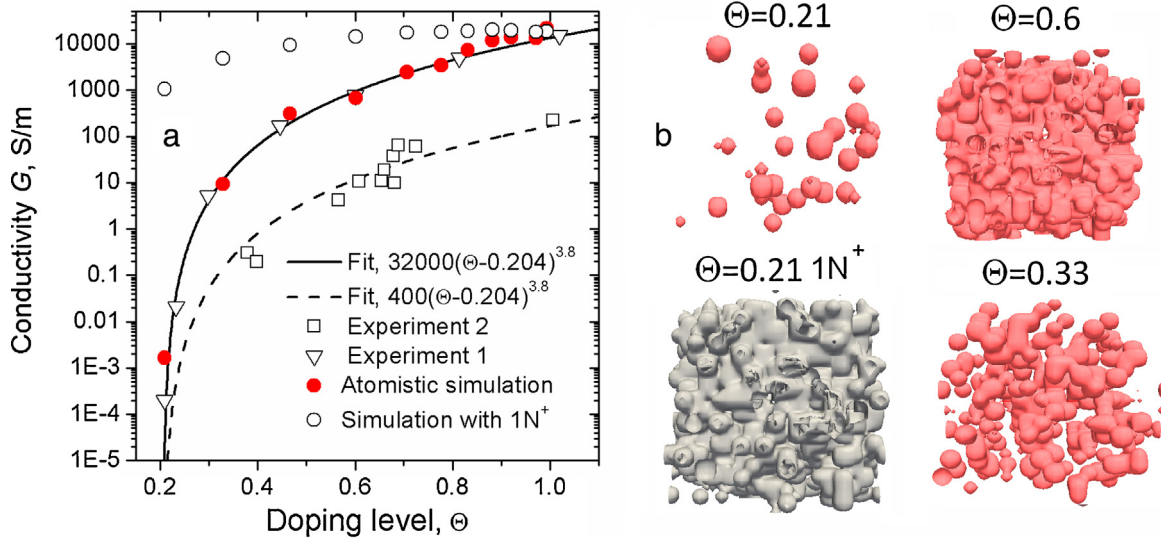 Conductivity G, S/m
10000
1000
100
10
1
0.1
0.01
1E-3
1E-4
1E-5
0.2
0.4
0.6
0.8
1.0
Doping level, Θ
a
Fit, 32000(Θ-0.204)^3.8
Fit, 400(Θ-0.204)^3.8
Experiment 2
Experiment 1
Atomistic simulation
Simulation with 1N⁺
b
Θ=0.21
Θ=0.6
Θ=0.21 1N⁺
Θ=0.33